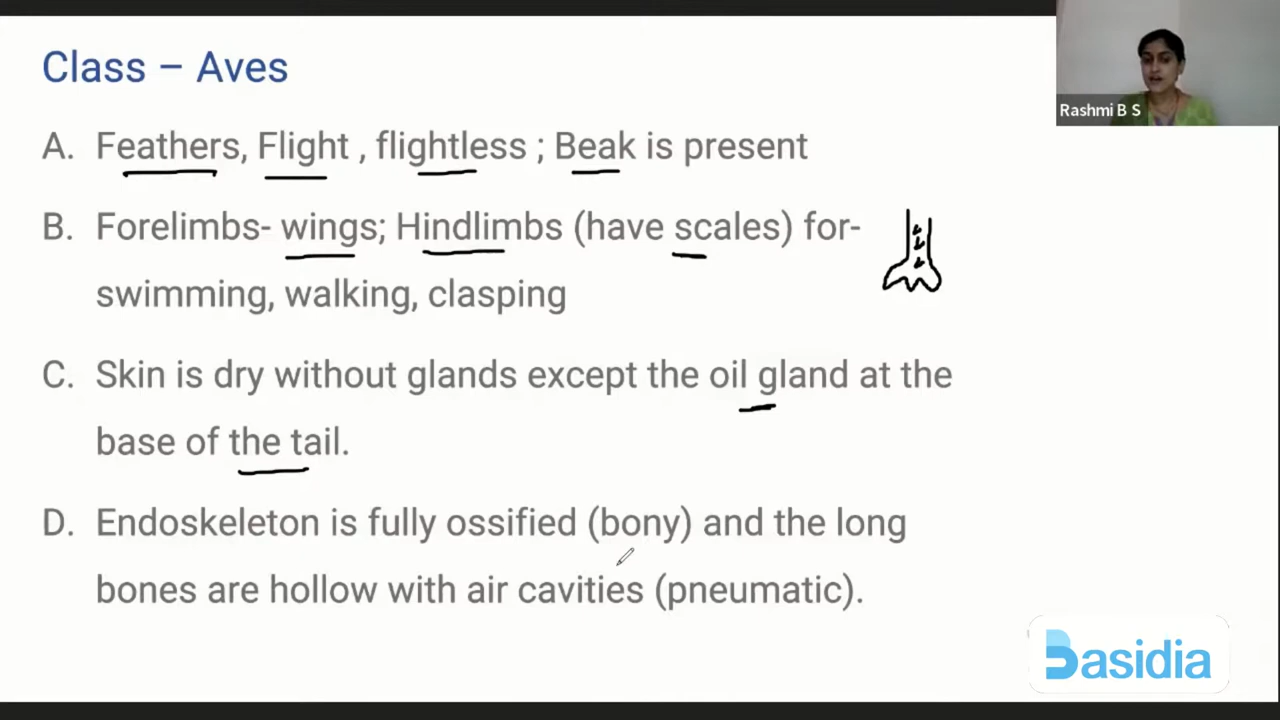 Class – Aves
Rashmi B S
A. Feathers, Flight , flightless ; Beak is present
B. Forelimbs- wings; Hindlimbs (have scales) for-
swimming, walking, clasping
C. Skin is dry without glands except the oil gland at the
base of the tail.
D. Endoskeleton is fully ossified (bony) and the long
bones are hollow with air cavities (pneumatic).
Basidia